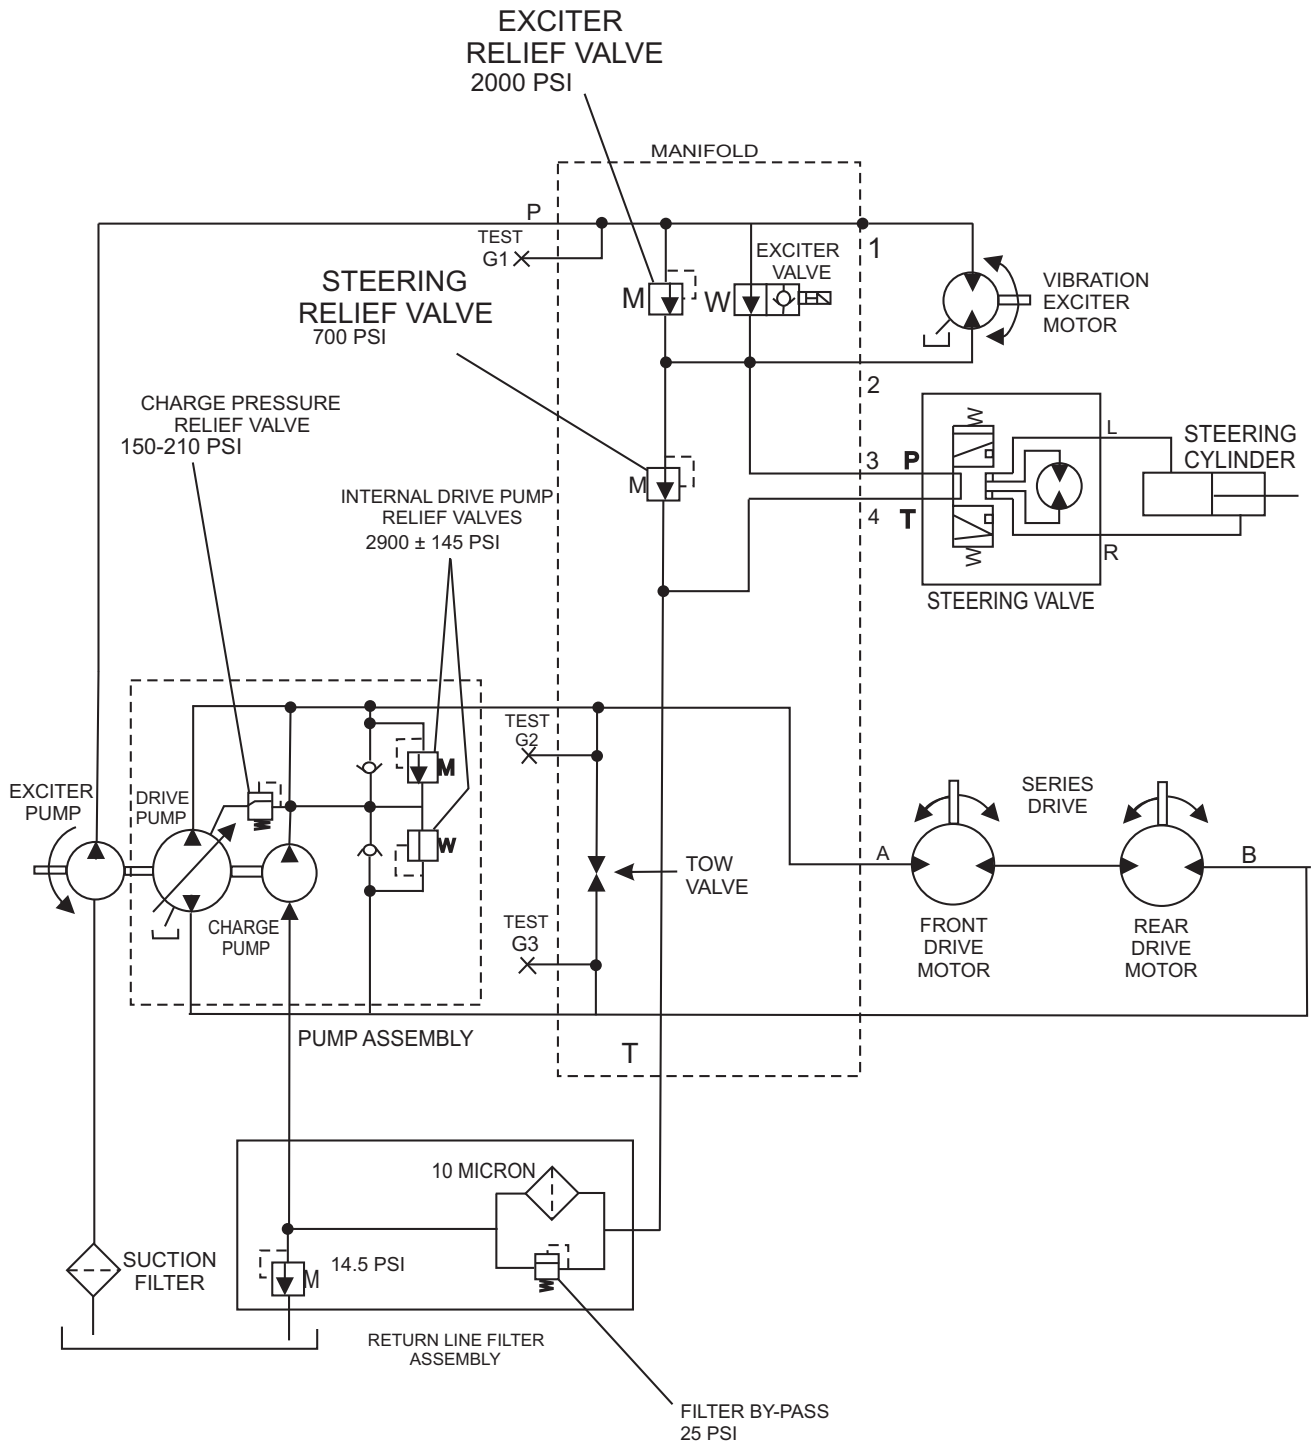 EXCITER
RELIEF VALVE
2000 PSI
MANIFOLD
P
TEST
G1
1
EXCITER
VALVE
STEERING
RELIEF VALVE
700 PSI
M
W
VIBRATION
EXCITER
MOTOR
2
CHARGE PRESSURE
RELIEF VALVE
150-210 PSI
3
P
L
STEERING
CYLINDER
M
INTERNAL DRIVE PUMP
RELIEF VALVES
2900 ± 145 PSI
4
T
R
STEERING VALVE
TEST
G2
M
EXCITER
PUMP
DRIVE
PUMP
W
SERIES
DRIVE
A
B
TOW
VALVE
CHARGE
PUMP
TEST
G3
FRONT
DRIVE
MOTOR
REAR
DRIVE
MOTOR
PUMP ASSEMBLY
T
10 MICRON
SUCTION
FILTER
14.5 PSI
M
RETURN LINE FILTER
ASSEMBLY
FILTER BY-PASS
25 PSI